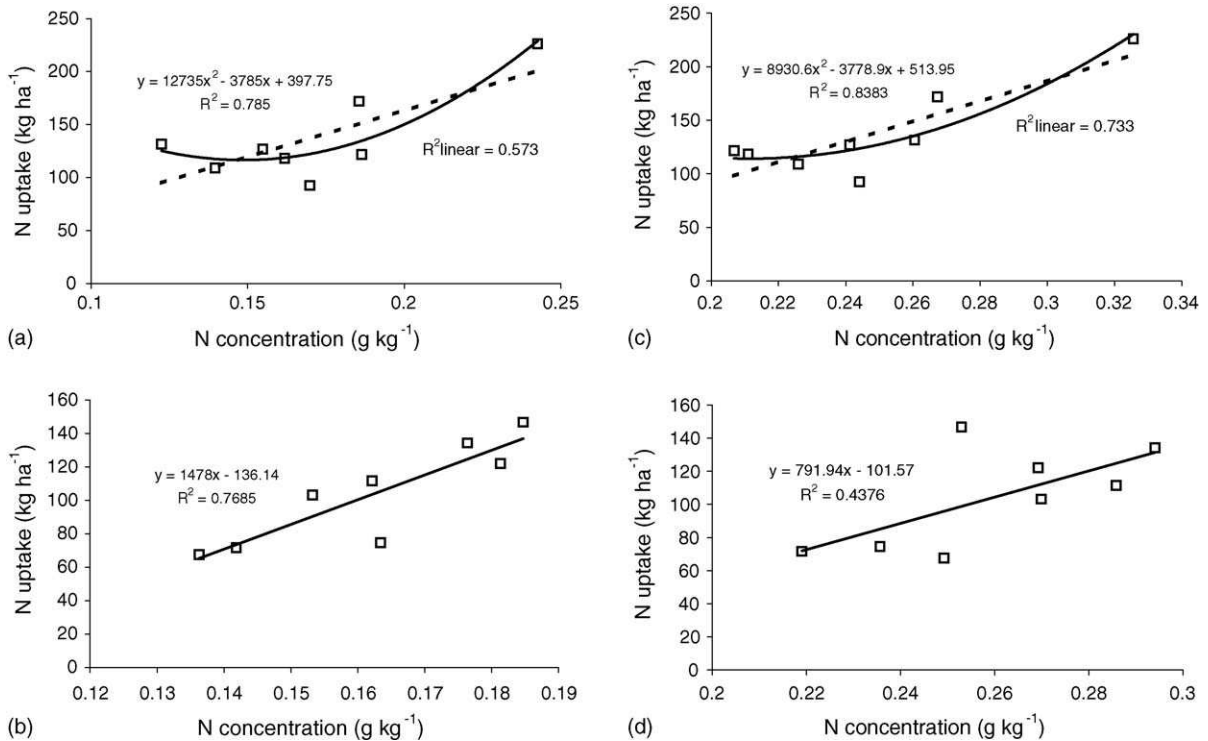 250
200
150
100
50
0
N uptake (kg ha⁻¹)
y = 12735x² - 3785x + 397.75
R² = 0.785
R²linear = 0.573
0.1 0.15 0.2 0.25
N concentration (g kg⁻¹)
(a)
250
200
150
100
50
0
N uptake (kg ha⁻¹)
y = 8930.6x² - 3778.9x + 513.95
R² = 0.8383
R²linear = 0.733
0.2 0.22 0.24 0.26 0.28 0.3 0.32 0.34
N concentration (g kg⁻¹)
(c)
160
140
120
100
80
60
40
20
0
N uptake (kg ha⁻¹)
y = 1478x - 136.14
R² = 0.7685
0.12 0.13 0.14 0.15 0.16 0.17 0.18 0.19
N concentration (g kg⁻¹)
(b)
160
140
120
100
80
60
40
20
0
N uptake (kg ha⁻¹)
y = 791.94x - 101.57
R² = 0.4376
0.2 0.22 0.24 0.26 0.28 0.3
N concentration (g kg⁻¹)
(d)